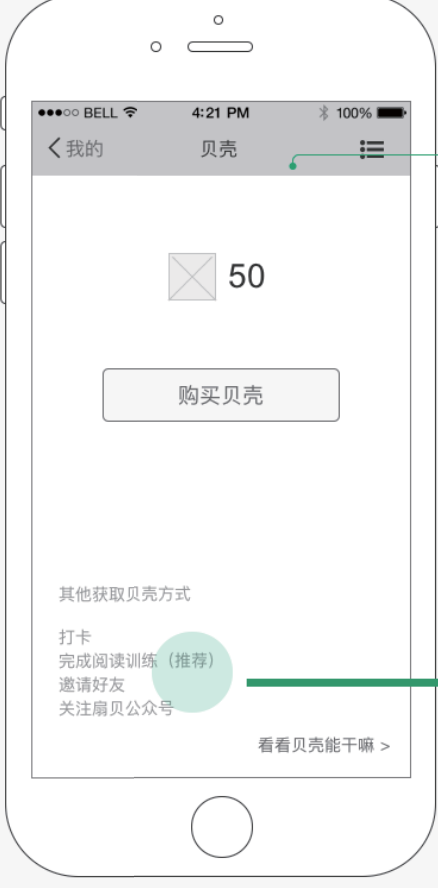 BELL 4:21 PM 100%
我的 贝壳
50
购买贝壳
其他获取贝壳方式
打卡
完成阅读训练（推荐）
邀请好友
关注扇贝公众号
看看贝壳能干嘛 >